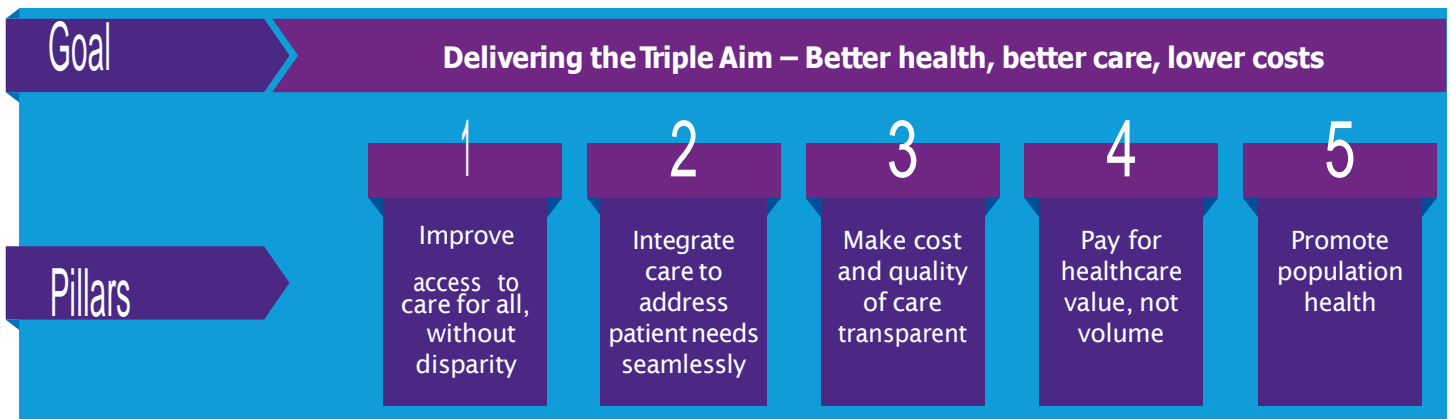 Goal
Delivering the Triple Aim – Better health, better care, lower costs
Pillars
1
Improve
access to
care for all,
without
disparity
2
Integrate
care to
address
patient needs
seamlessly
3
Make cost
and quality
of care
transparent
4
Pay for
healthcare
value, not
volume
5
Promote
population
health